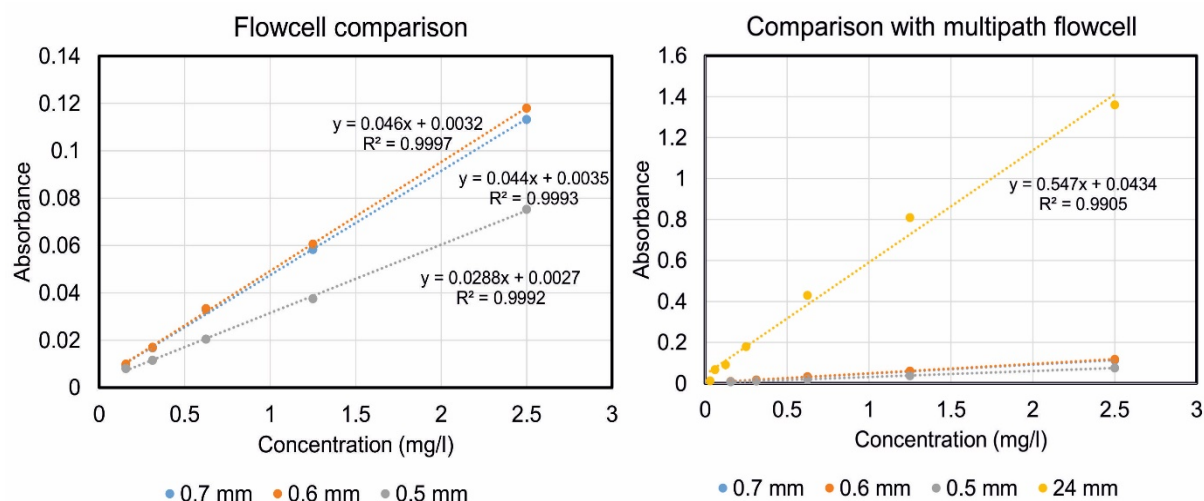 Flowcell comparison
0.14
0.12
0.1
0.08
0.06
0.04
0.02
0
Absorbance
y = 0.046x + 0.0032
R² = 0.9997
y = 0.044x + 0.0035
R² = 0.9993
y = 0.0288x + 0.0027
R² = 0.9992
0 0.5 1 1.5 2 2.5 3
Concentration (mg/l)
0.7 mm 0.6 mm 0.5 mm
Comparison with multipath flowcell
1.6
1.4
1.2
1
0.8
0.6
0.4
0.2
0
Absorbance
y = 0.547x + 0.0434
R² = 0.9905
0 0.5 1 1.5 2 2.5 3
Concentration (mg/l)
0.7 mm 0.6 mm 0.5 mm 24 mm